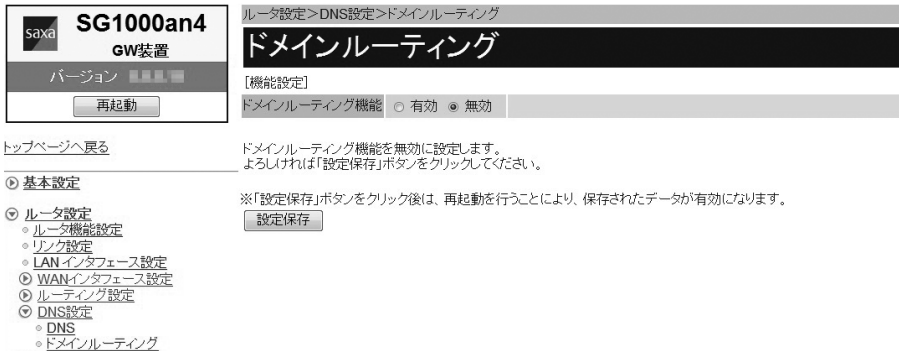 saxa
SG1000an4
GW装置
バージョン
再起動
トップページへ戻る
基本設定
ルータ設定
ルータ機能設定
リンク設定
LAN インタフェース設定
WANインタフェース設定
ルーティング設定
DNS設定
DNS
ドメインルーティング
ルータ設定>DNS設定>ドメインルーティング
ドメインルーティング
[機能設定]
ドメインルーティング機能 有効 無効
ドメインルーティング機能を無効に設定します。
よろしければ「設定保存」ボタンをクリックしてください。
※「設定保存」ボタンをクリック後は、再起動を行うことにより、保存されたデータが有効になります。
設定保存